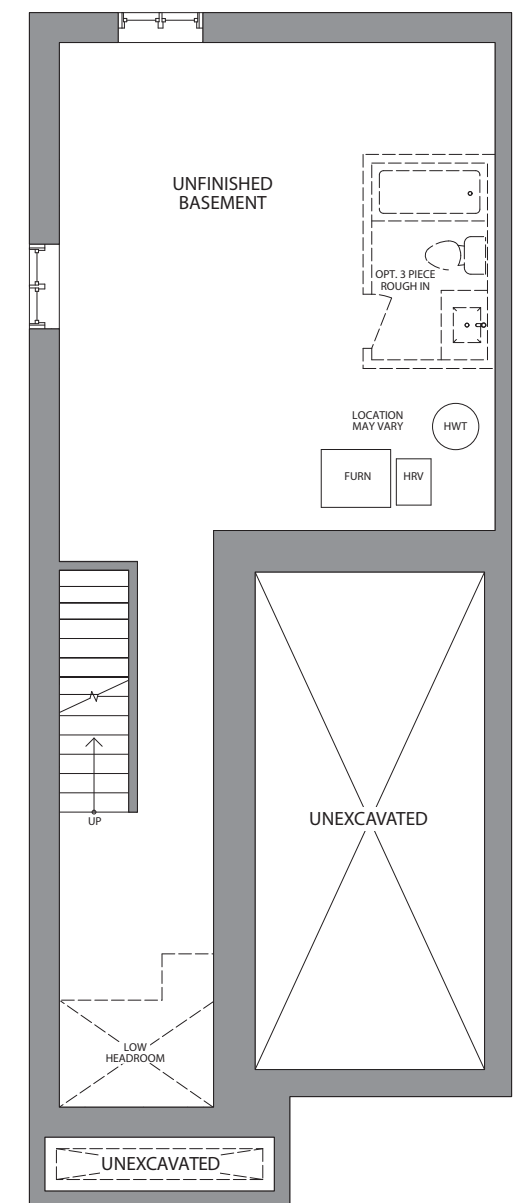 UNFINISHED
BASEMENT
OPT. 3 PIECE
ROUGH IN
LOCATION
MAY VARY
HWT
FURN
HRV
UP
UNEXCAVATED
LOW
HEADROOM
UNEXCAVATED